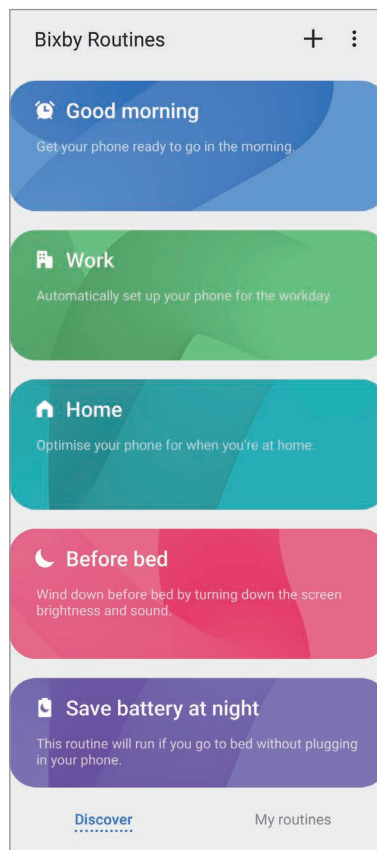 Bixby Routines
Good morning
Get your phone ready to go in the morning.
Work
Automatically set up your phone for the workday.
Home
Optimise your phone for when you're at home.
Before bed
Wind down before bed by turning down the screen
brightness and sound.
Save battery at night
This routine will run if you go to bed without plugging
in your phone.
Discover
My routines